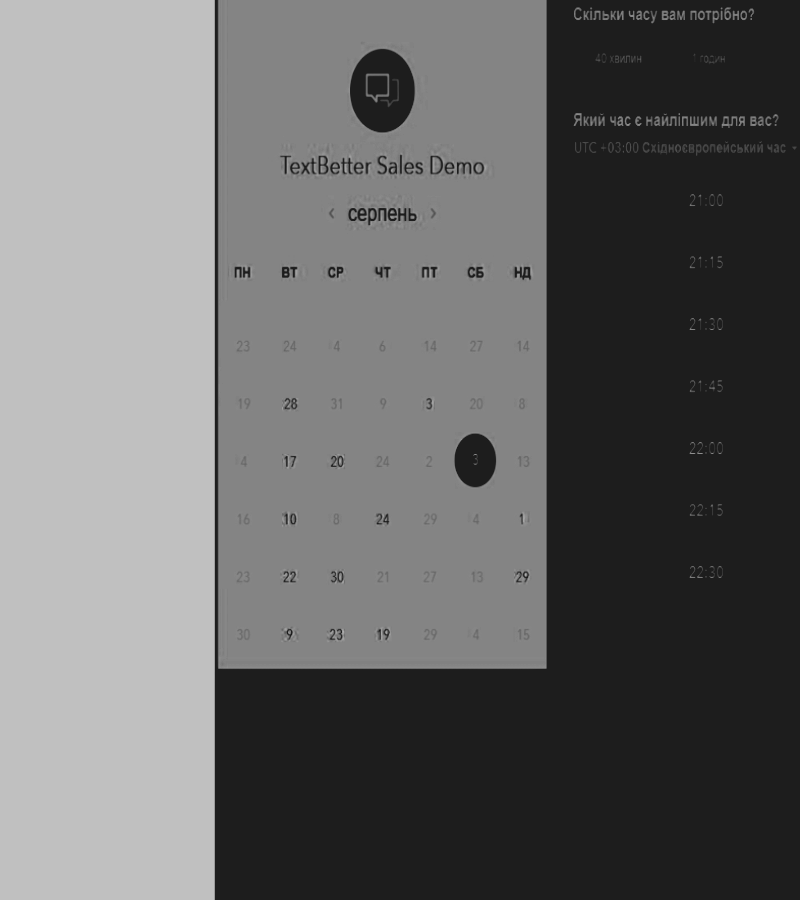 TextBetter Sales Demo
‹ серпень ›
ПН ВТ СР ЧТ ПТ СБ НД
23 24 4 6 14 27 14
19 28 31 9 3 20 8
4 17 20 24 2 3 13
16 10 8 24 29 4 1
23 22 30 21 27 13 29
30 9 23 19 29 4 15
Скільки часу вам потрібно?
40 хвилин 1 годин
Який час є найліпшим для вас?
UTC +03:00 Східноєвропейський час
21:00
21:15
21:30
21:45
22:00
22:15
22:30